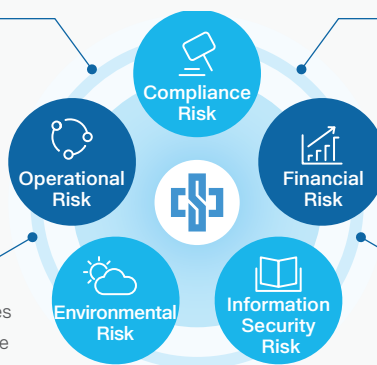 Compliance
Risk
Operational
Risk
Financial
Risk
Environmental
Risk
Information
Security
Risk